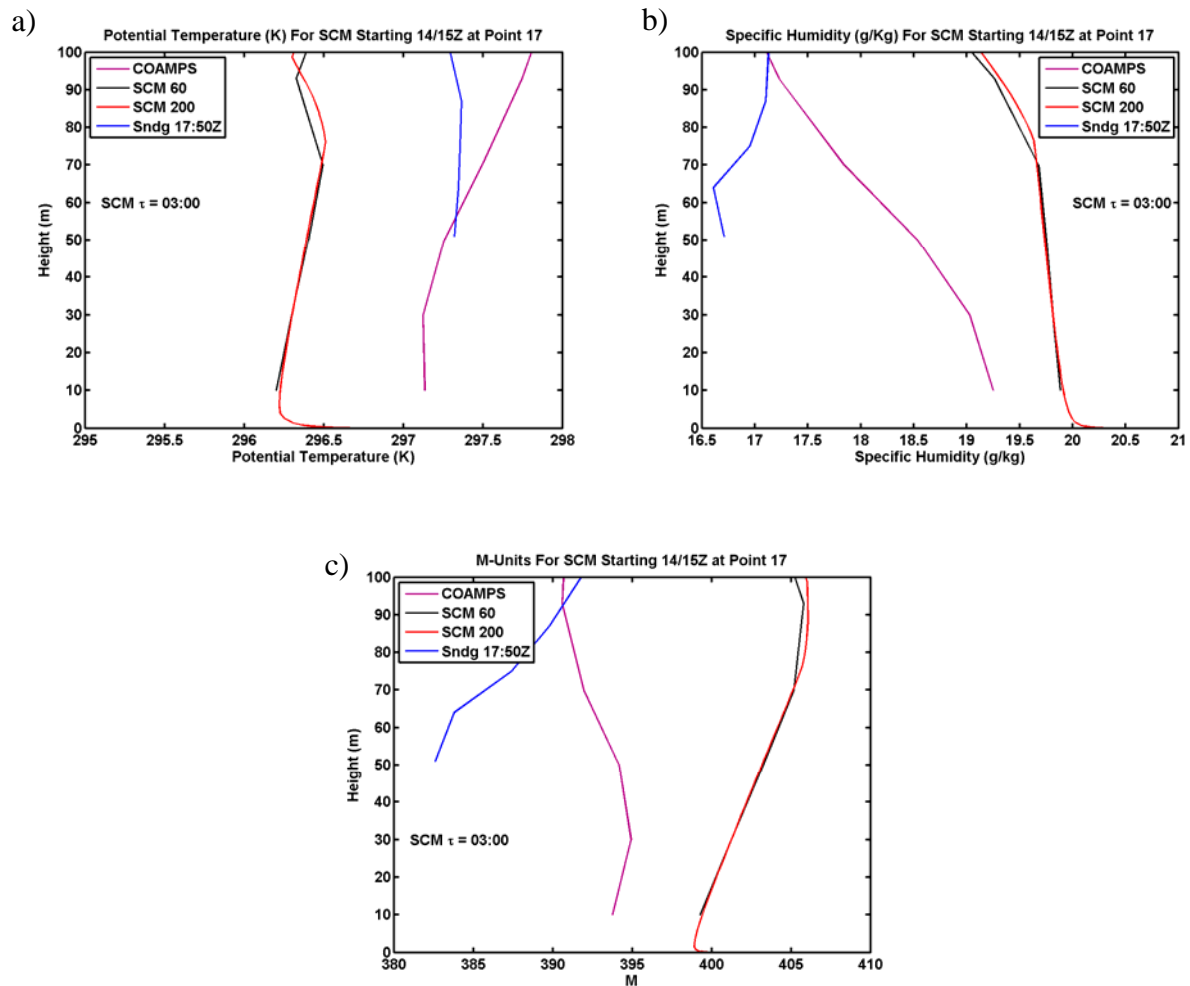 a)
Potential Temperature (K) For SCM Starting 14/15Z at Point 17
100
90
80
70
60
50
40
30
20
10
0
Height (m)
COAMPS
SCM 60
SCM 200
Sndg 17:50Z
SCM τ = 03:00
295 295.5 296 296.5 297 297.5 298
Potential Temperature (K)
b)
Specific Humidity (g/Kg) For SCM Starting 14/15Z at Point 17
100
90
80
70
60
50
40
30
20
10
0
Height (m)
COAMPS
SCM 60
SCM 200
Sndg 17:50Z
SCM τ = 03:00
16.5 17 17.5 18 18.5 19 19.5 20 20.5 21
Specific Humidity (g/kg)
c)
M-Units For SCM Starting 14/15Z at Point 17
100
90
80
70
60
50
40
30
20
10
0
Height (m)
COAMPS
SCM 60
SCM 200
Sndg 17:50Z
SCM τ = 03:00
380 385 390 395 400 405 410
M